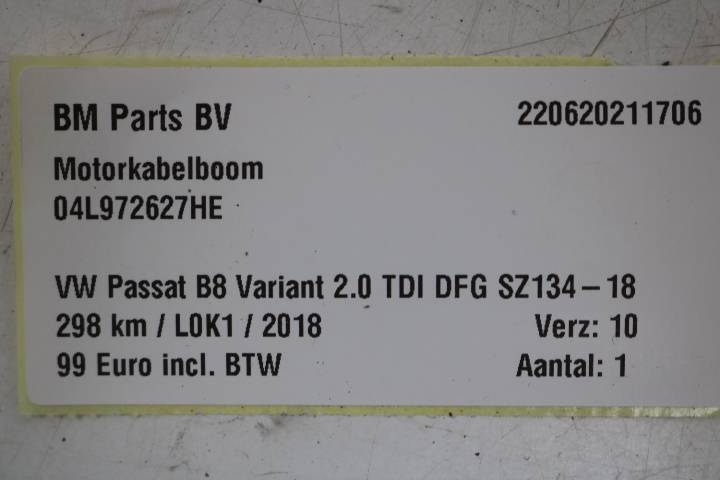 BM Parts BV 220620211706
Motorkabelboom
04L972627HE
VW Passat B8 Variant 2.0 TDI DFG SZ134-18
298 km / L0K1 / 2018 Verz: 10
99 Euro incl. BTW Aantal: 1